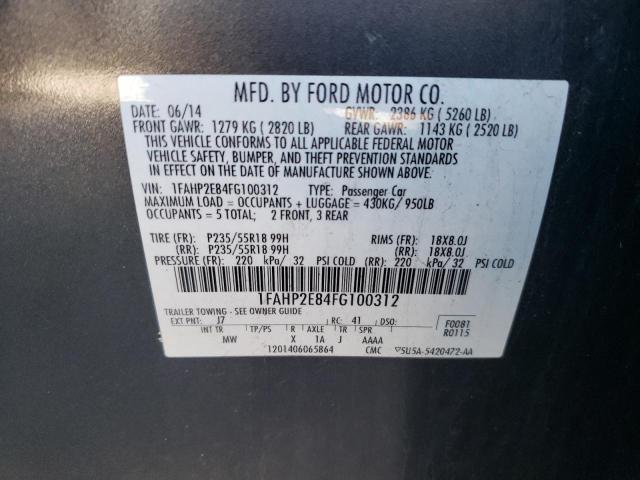 MFD. BY FORD MOTOR CO.
DATE: 06/14 GVWR: 2386 KG (5260 LB)
FRONT GAWR: 1279 KG (2820 LB) REAR GAWR: 1143 KG (2520 LB)
THIS VEHICLE CONFORMS TO ALL APPLICABLE FEDERAL MOTOR
VEHICLE SAFETY, BUMPER, AND THEFT PREVENTION STANDARDS
IN EFFECT ON THE DATE OF MANUFACTURE SHOWN ABOVE.
VIN: 1FAHP2E84FG100312 TYPE: Passenger Car
MAXIMUM LOAD = OCCUPANTS + LUGGAGE = 430KG/ 950LB
OCCUPANTS = 5 TOTAL; 2 FRONT, 3 REAR
TIRE (FR): P235/55R18 99H RIMS (FR): 18X8.0J
(RR): P235/55R18 99H (RR): 18X8.0J
PRESSURE (FR): 220 kPa/ 32 PSI COLD (RR): 220 kPa/ 32 PSI COLD
1FAHP2E84FG100312
TRAILER TOWING - SEE OWNER GUIDE
EXT PNT: J7 RC: 41 DSO: F0081
R0115
INT TR TP/PS R AXLE TR SPR
MW X 1A J AAAA
1201406065864 CMC 5U5A-5420472-AA